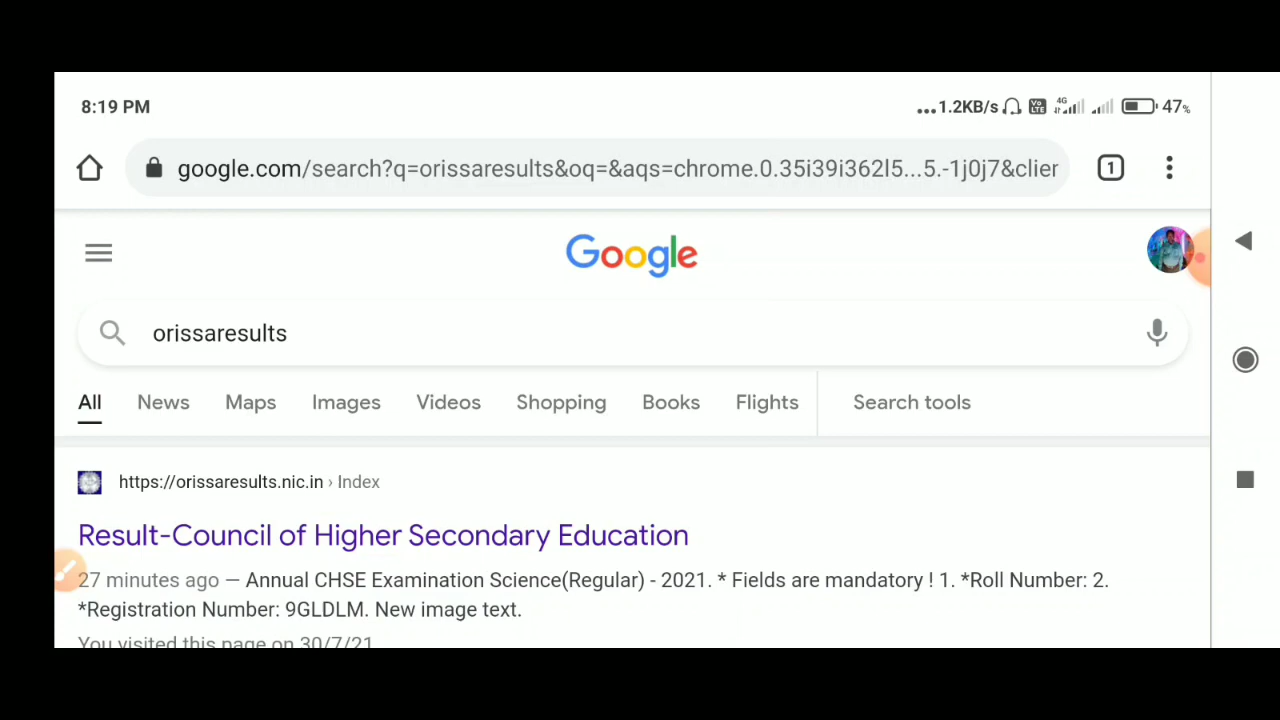 8:19 PM
...1.2KB/s Vo LTE 4G 47%
google.com/search?q=orissaresults&oq=&aqs=chrome.0.35i39i362l5...5.-1j0j7&clier
1
Google
orissaresults
All News Maps Images Videos Shopping Books Flights Search tools
https://orissaresults.nic.in › Index
Result-Council of Higher Secondary Education
27 minutes ago — Annual CHSE Examination Science(Regular) - 2021. * Fields are mandatory ! 1. *Roll Number: 2.
*Registration Number: 9GLDLM. New image text.
You visited this page on 30/7/21.